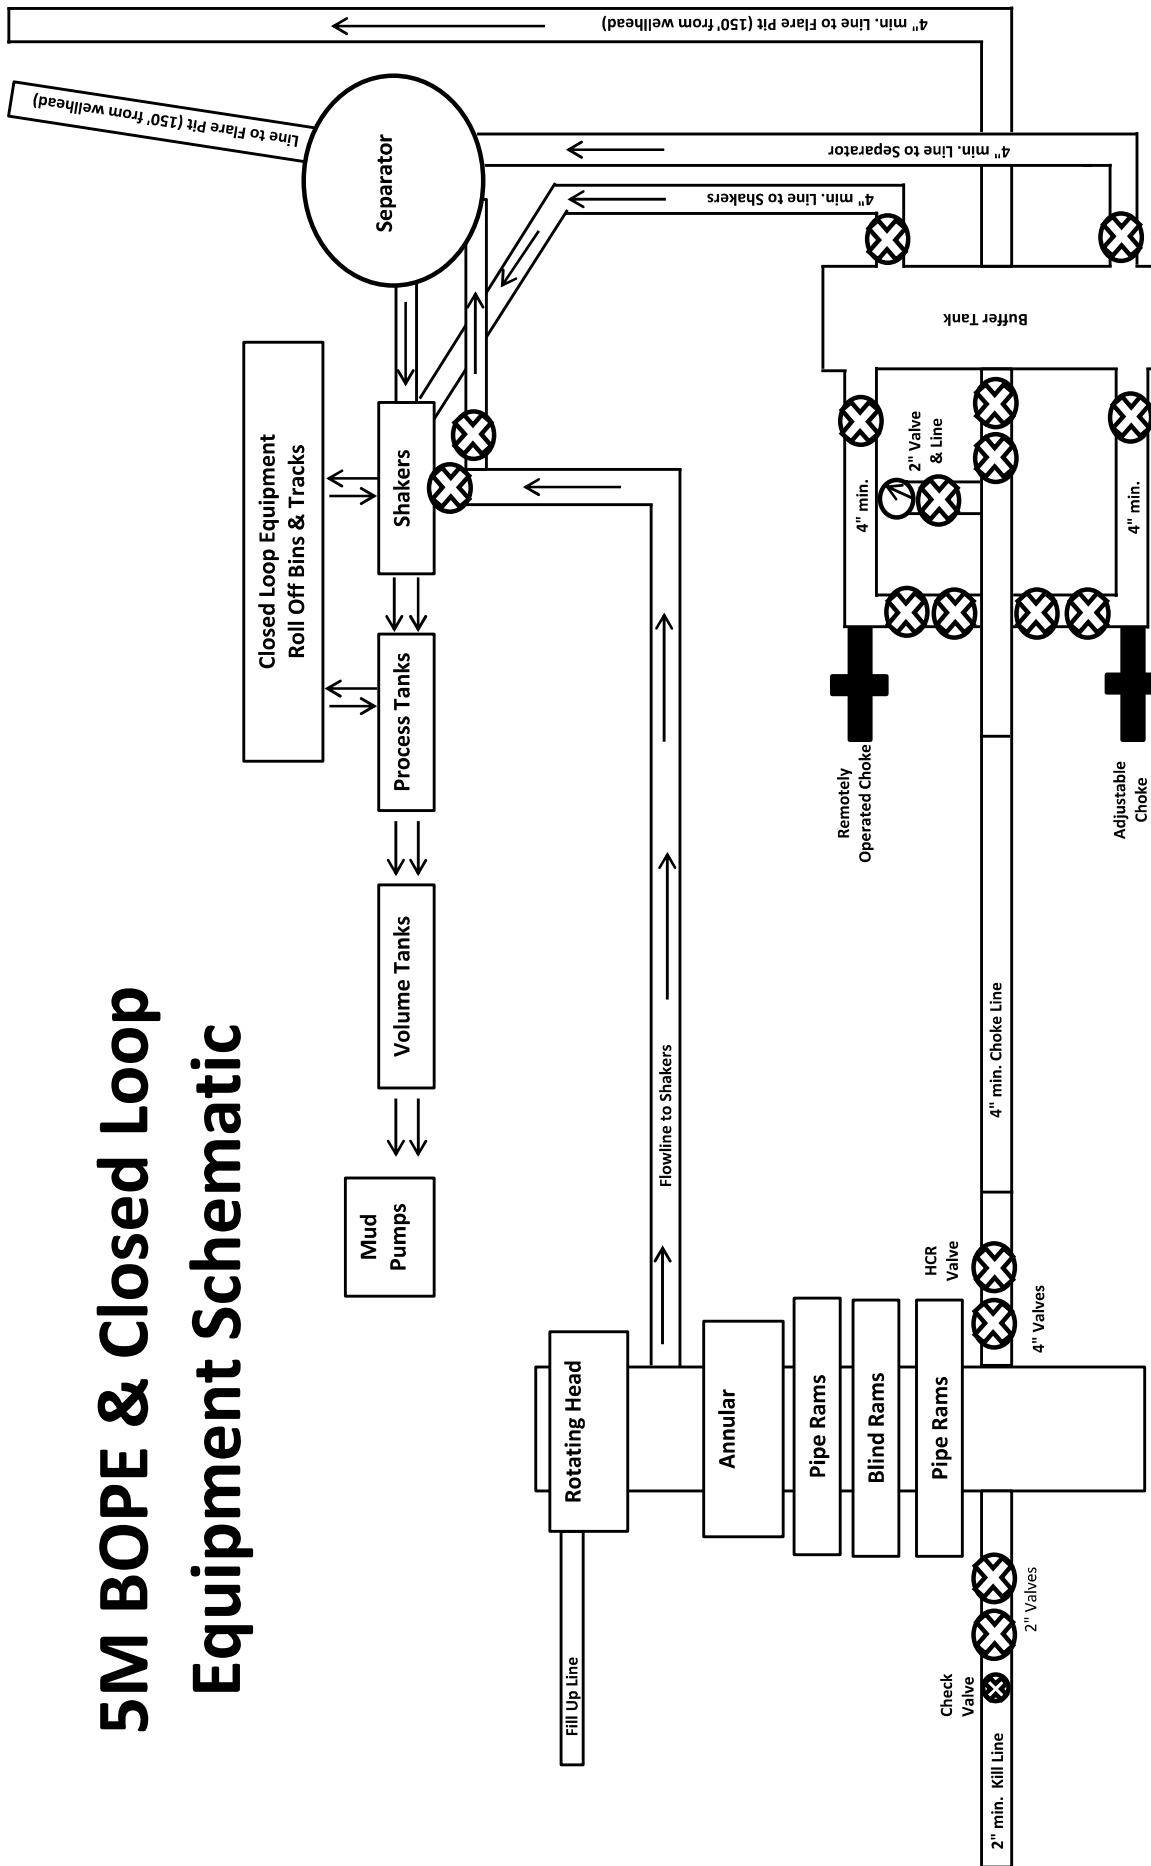 5M BOPE & Closed Loop
Equipment Schematic
Closed Loop Equipment
Roll Off Bins & Tracks
Line to Flare Pit (150' from wellhead)
4" min. Line to Flare Pit (150' from wellhead)
Mud
Pumps
Volume Tanks
Process Tanks
Shakers
Separator
4" min. Line to Separator
4" min. Line to Shakers
Fill Up Line
Rotating Head
Flowline to Shakers
Annular
Pipe Rams
Blind Rams
Pipe Rams
Remotely
Operated Choke
4" min.
2" Valve
& Line
Buffer Tank
Check
Valve
HCR
Valve
2" min. Kill Line
4" min. Choke Line
2" Valves
4" Valves
Adjustable
Choke
4" min.